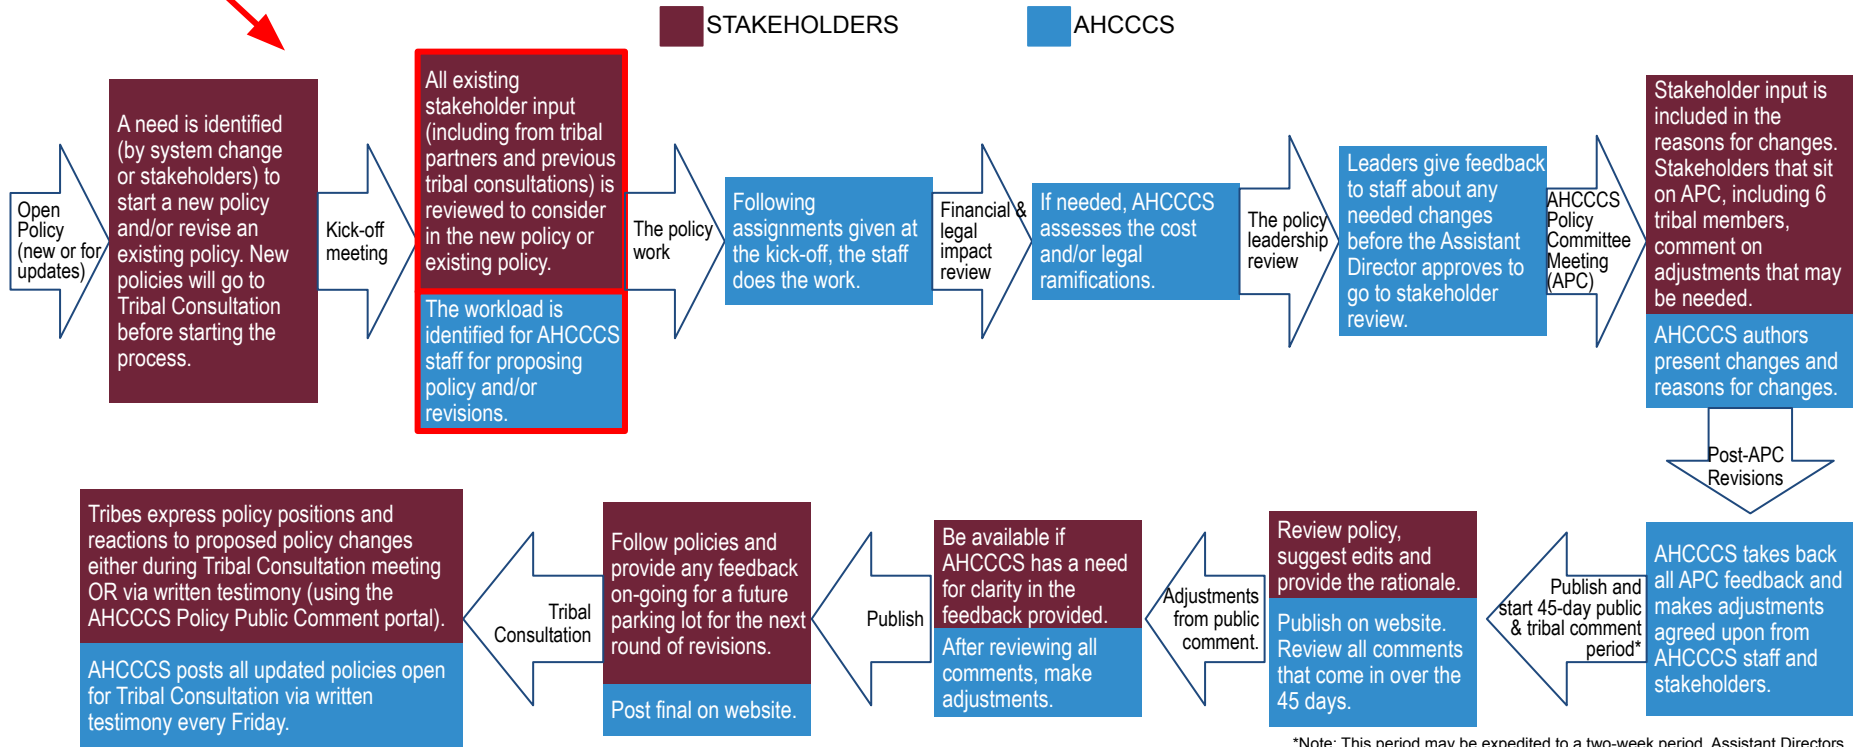 STAKEHOLDERS
AHCCCS
Open
Policy
(new or for
updates)
A need is identified
(by system change
or stakeholders) to
start a new policy
and/or revise an
existing policy. New
policies will go to
Tribal Consultation
before starting the
process.
Kick-off
meeting
All existing
stakeholder input
(including from tribal
partners and previous
tribal consultations) is
reviewed to consider
in the new policy or
existing policy.
The workload is
identified for AHCCCS
staff for proposing
policy and/or
revisions.
The policy
work
Following
assignments given at
the kick-off, the staff
does the work.
Financial &
legal
impact
review
If needed, AHCCCS
assesses the cost
and/or legal
ramifications.
The policy
leadership
review
Leaders give feedback
to staff about any
needed changes
before the Assistant
Director approves to
go to stakeholder
review.
AHCCCS
Policy
Committee
Meeting
(APC)
Stakeholder input is
included in the
reasons for changes.
Stakeholders that sit
on APC, including 6
tribal members,
comment on
adjustments that may
be needed.
AHCCCS authors
present changes and
reasons for changes.
Post-APC
Revisions
AHCCCS takes back
all APC feedback and
makes adjustments
agreed upon from
AHCCCS staff and
stakeholders.
Publish and
start 45-day public
& tribal comment
period*
Review policy,
suggest edits and
provide the rationale.
Publish on website.
Review all comments
that come in over the
45 days.
Adjustments
from public
comment.
Be available if
AHCCCS has a need
for clarity in the
feedback provided.
After reviewing all
comments, make
adjustments.
Publish
Follow policies and
provide any feedback
on-going for a future
parking lot for the next
round of revisions.
Post final on website.
Tribal
Consultation
Tribes express policy positions and
reactions to proposed policy changes
either during Tribal Consultation meeting
OR via written testimony (using the
AHCCCS Policy Public Comment portal).
AHCCCS posts all updated policies open
for Tribal Consultation via written
testimony every Friday.
*Note: This period may be expedited to a two-week period. Assistant Directors